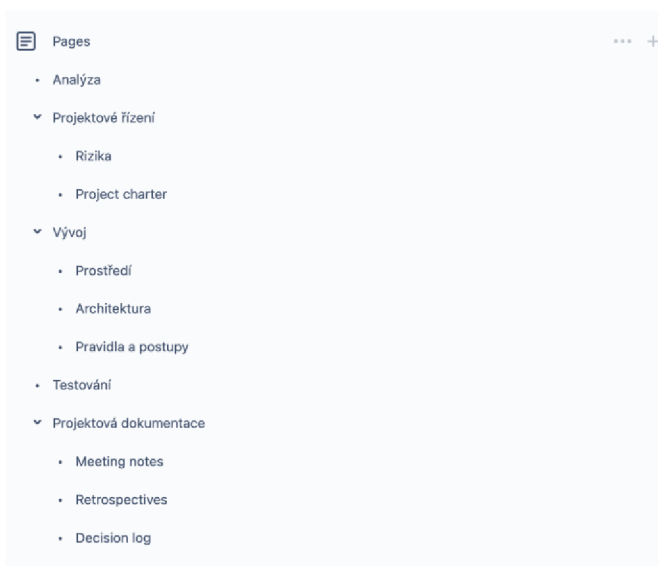 Pages
Analýza
Projektové řízení
Rizika
Project charter
Vývoj
Prostředí
Architektura
Pravidla a postupy
Testování
Projektová dokumentace
Meeting notes
Retrospectives
Decision log